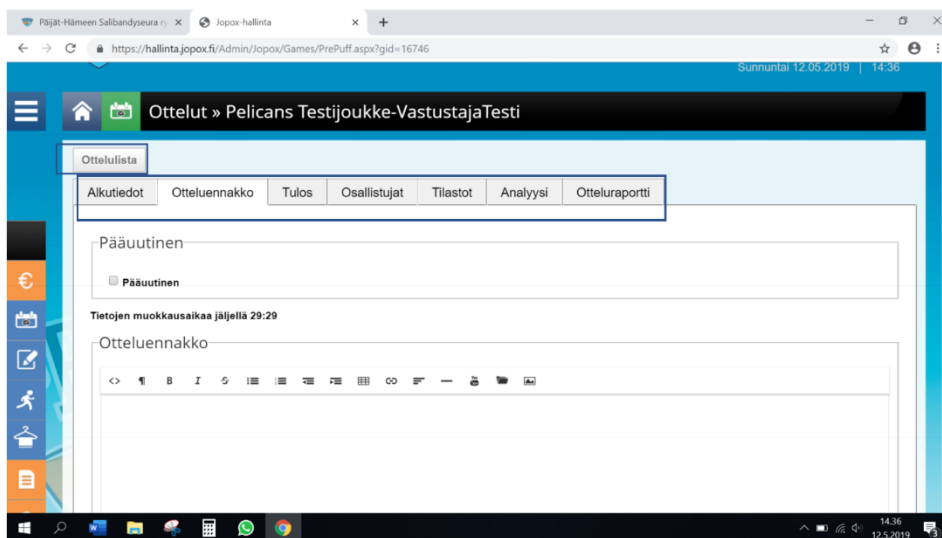 Päijät-Hämeen Salibandyseura ry
Jopox-hallinta
https://hallinta.jopox.fi/Admin/Jopox/Games/PrePuff.aspx?gid=16746
Sunnuntai 12.05.2019 | 14:36
Ottelut » Pelicans Testijoukke-VastustajaTesti
Ottelulista
Alkutiedot Otteluennakko Tulos Osallistujat Tilastot Analyysi Otteluraportti
Pääuutinen
Pääuutinen
Tietojen muokkausaikaa jäljellä 29:29
Otteluennakko
14.36
12.5.2019